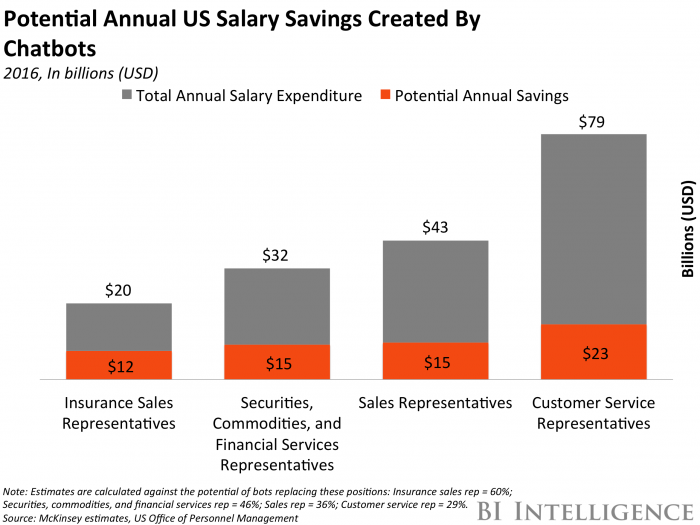 Potential Annual US Salary Savings Created By
Chatbots
2016, In billions (USD)
Total Annual Salary Expenditure Potential Annual Savings
$79
$43
$32
$20
$12
$15
$15
$23
Billions (USD)
Insurance Sales
Representatives
Securities,
Commodities, and
Financial Services
Representatives
Sales Representatives
Customer Service
Representatives
Note: Estimates are calculated against the potential of bots replacing these positions: Insurance sales rep = 60%;
Securities, commodities, and financial services rep = 46%; Sales rep = 36%; Customer service rep = 29%.
Source: McKinsey estimates, US Office of Personnel Management
BI INTELLIGENCE